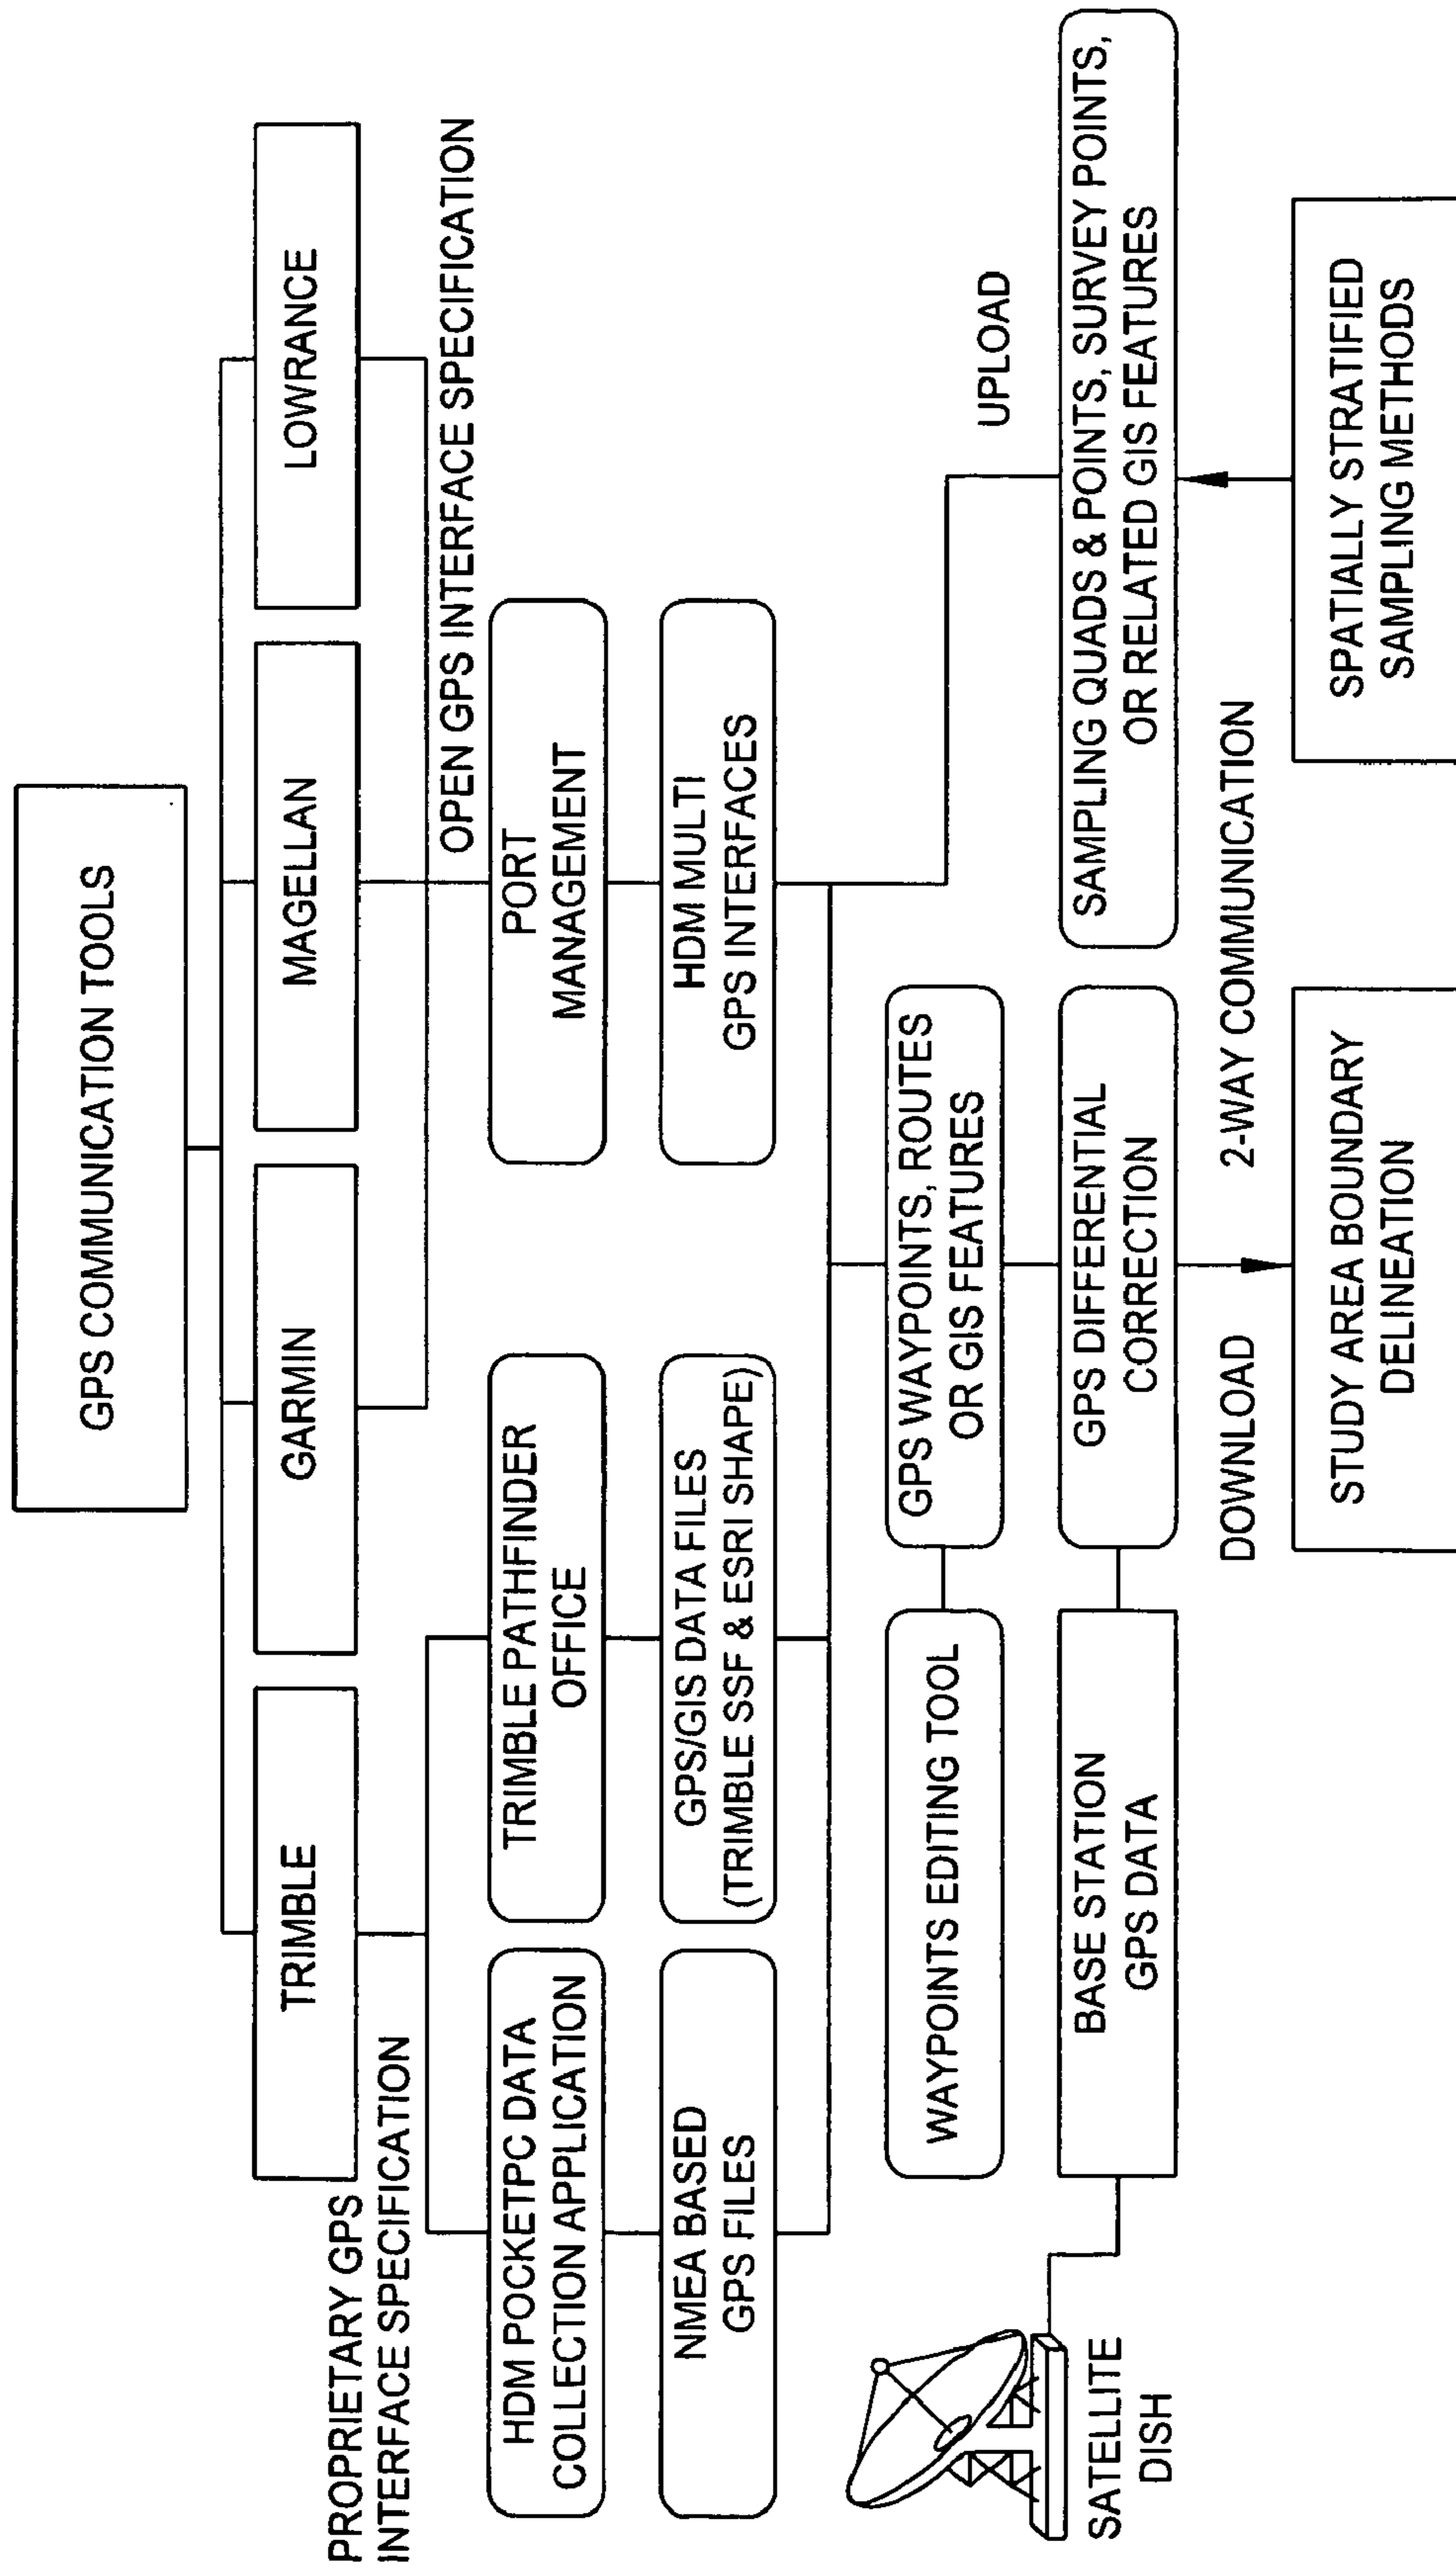 GPS COMMUNICATION TOOLS
TRIMBLE
GARMIN
MAGELLAN
LOWRANCE
PROPRIETARY GPS
INTERFACE SPECIFICATION
OPEN GPS INTERFACE SPECIFICATION
HDM POCKETPC DATA
COLLECTION APPLICATION
TRIMBLE PATHFINDER
OFFICE
PORT
MANAGEMENT
NMEA BASED
GPS FILES
GPS/GIS DATA FILES
(TRIMBLE SSF & ESRI SHAPE)
HDM MULTI
GPS INTERFACES
WAYPOINTS EDITING TOOL
GPS WAYPOINTS, ROUTES
OR GIS FEATURES
UPLOAD
SATELLITE
DISH
BASE STATION
GPS DATA
GPS DIFFERENTIAL
CORRECTION
SAMPLING QUADS & POINTS, SURVEY POINTS,
OR RELATED GIS FEATURES
DOWNLOAD
2-WAY COMMUNICATION
STUDY AREA BOUNDARY
DELINEATION
SPATIALLY STRATIFIED
SAMPLING METHODS